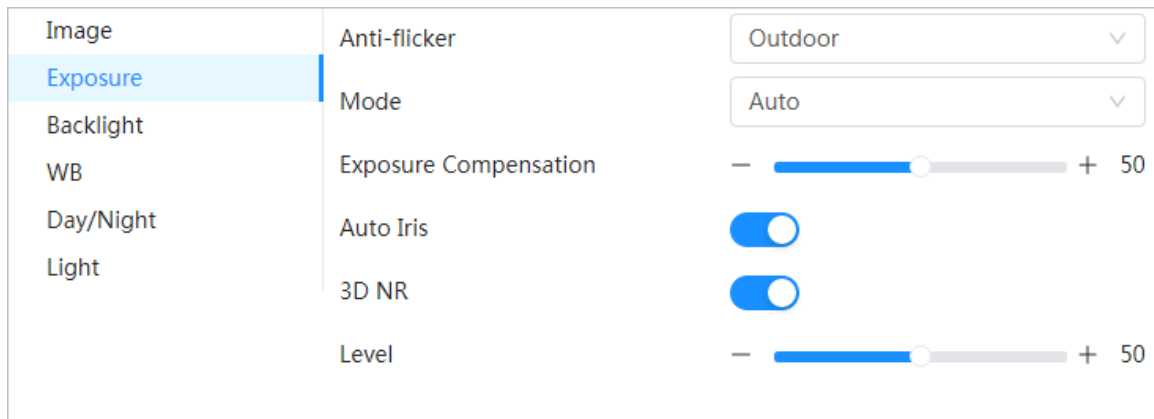 Image
Exposure
Backlight
WB
Day/Night
Light
Anti-flicker Outdoor
Mode Auto
Exposure Compensation 50
Auto Iris
3D NR
Level 50